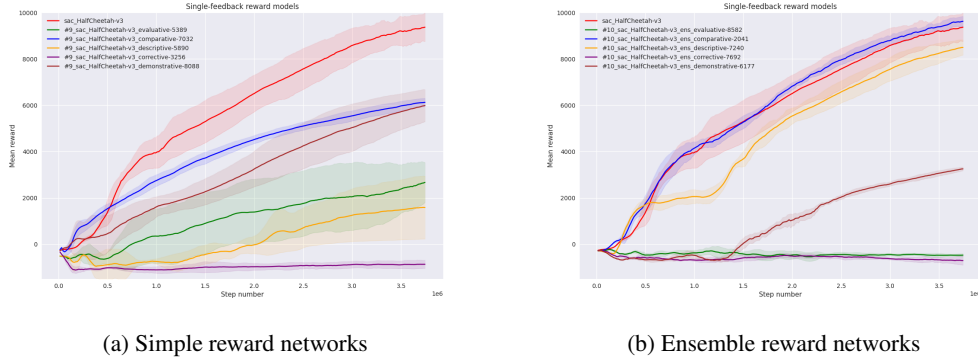 Single-feedback reward models
10000
8000
6000
4000
2000
0
Mean reward
sac_HalfCheetah-v3
#9_sac_HalfCheetah-v3_evaluative-5389
#9_sac_HalfCheetah-v3_comparative-7032
#9_sac_HalfCheetah-v3_descriptive-5890
#9_sac_HalfCheetah-v3_corrective-3256
#9_sac_HalfCheetah-v3_demonstrative-8088
0.0 0.5 1.0 1.5 2.0 2.5 3.0 3.5
1e6
Step number
(a) Simple reward networks
Single-feedback reward models
10000
8000
6000
4000
2000
0
Mean reward
sac_HalfCheetah-v3
#10_sac_HalfCheetah-v3_ens_evaluative-8582
#10_sac_HalfCheetah-v3_ens_comparative-2041
#10_sac_HalfCheetah-v3_ens_descriptive-7240
#10_sac_HalfCheetah-v3_ens_corrective-7692
#10_sac_HalfCheetah-v3_ens_demonstrative-6177
0.0 0.5 1.0 1.5 2.0 2.5 3.0 3.5
1e6
Step number
(b) Ensemble reward networks